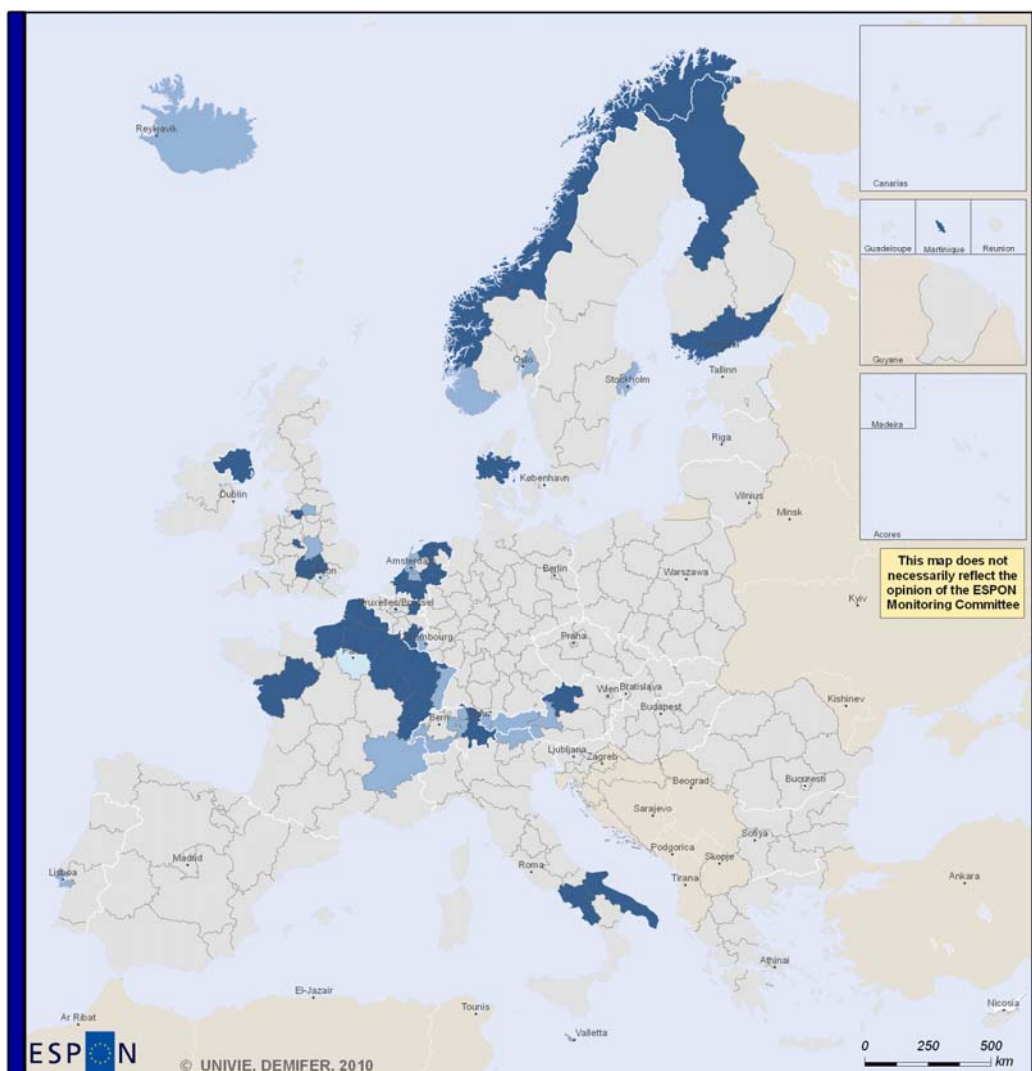 Reykjavik
Canarias
Guadeloupe
Martinique
Reunion
Guyane
Madeira
Acores
This map does not
necessarily reflect the
opinion of the ESPON
Monitoring Committee
Oslo
Stockholm
Tallinn
Riga
København
Vilnius
Minsk
Dublin
Amsterdam
Berlin
Warszawa
Bruxelles/Brussel
Kyiv
Praha
Wien
Bratislava
Kishinev
Budapest
Bern
Ljubljana
Zagreb
Beograd
Bucuresti
Sarajevo
Sofiya
Podgorica
Skopje
Madrid
Lisboa
Roma
Tirana
Ankara
Athinai
El-Jazair
Tounis
Nicosia
Ar Ribat
Valletta
ESPON
© UNIVIE, DEMIFER, 2010
0 250 500
km